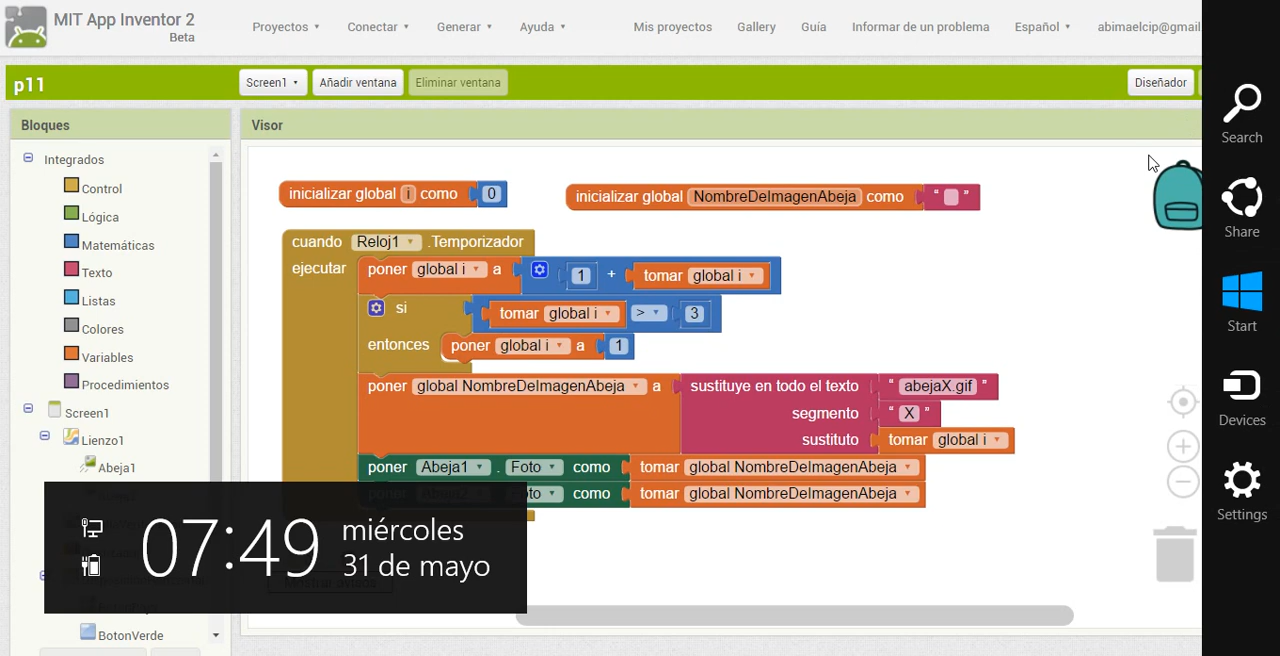 MIT App Inventor 2
Beta
Proyectos
Conectar
Generar
Ayuda
Mis proyectos
Gallery
Guía
Informar de un problema
Español
abimaelcip@gmail
p11
Screen1
Añadir ventana
Eliminar ventana
Diseñador
Bloques
Visor
Integrados
Control
Lógica
Matemáticas
Texto
Listas
Colores
Variables
Procedimientos
Screen1
Lienzo1
Abeja1
BotonVerde
inicializar global i como 0
inicializar global NombreDeImagenAbeja como " "
cuando Reloj1 .Temporizador
ejecutar poner global i a 1 + tomar global i
si tomar global i > 3
entonces poner global i a 1
poner global NombreDeImagenAbeja a sustituye en todo el texto " abejaX.gif "
segmento " X "
sustituto tomar global i
poner Abeja1 . Foto como tomar global NombreDeImagenAbeja
como tomar global NombreDeImagenAbeja
07:49
miércoles
31 de mayo
Search
Share
Start
Devices
Settings